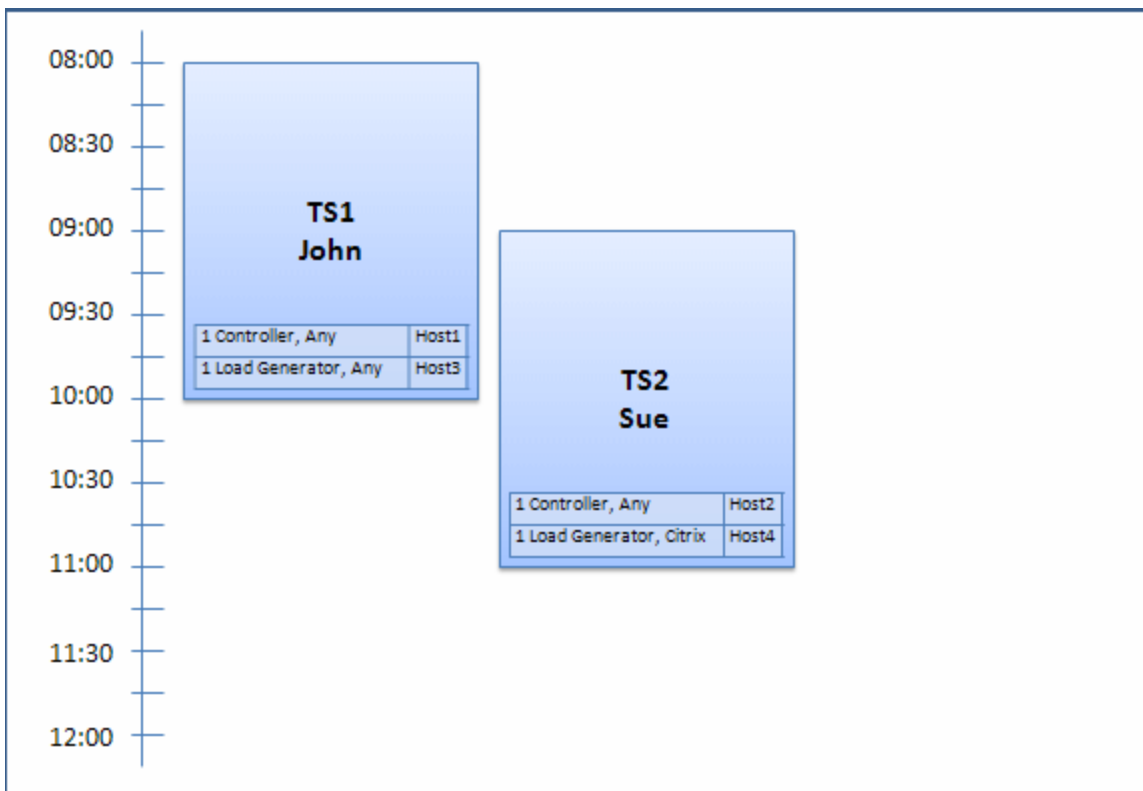 08:00
08:30
09:00
09:30
10:00
10:30
11:00
11:30
12:00
TS1
John
1 Controller, Any Host1
1 Load Generator, Any Host3
TS2
Sue
1 Controller, Any Host2
1 Load Generator, Citrix Host4